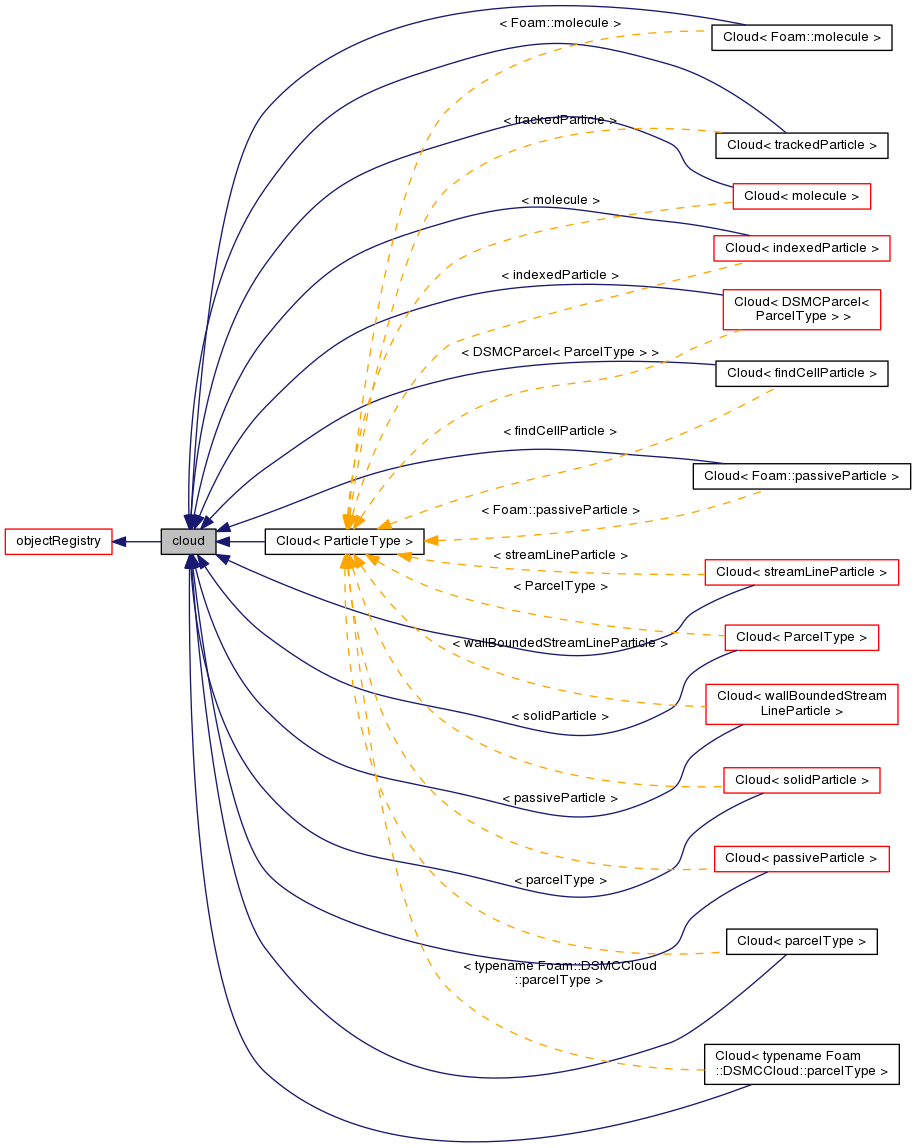 < Foam::molecule >
Cloud< Foam::molecule >
< trackedParticle >
Cloud< trackedParticle >
Cloud< molecule >
< molecule >
Cloud< indexedParticle >
< indexedParticle >
Cloud< DSMCParcel<
ParcelType > >
< DSMCParcel< ParcelType > >
Cloud< findCellParticle >
< findCellParticle >
Cloud< Foam::passiveParticle >
< Foam::passiveParticle >
objectRegistry
cloud
Cloud< ParticleType >
< streamLineParticle >
Cloud< streamLineParticle >
< ParcelType >
Cloud< ParcelType >
< wallBoundedStreamLineParticle >
Cloud< wallBoundedStream
LineParticle >
< solidParticle >
Cloud< solidParticle >
< passiveParticle >
Cloud< passiveParticle >
< parcelType >
Cloud< parcelType >
< typename Foam::DSMCCloud
::parcelType >
Cloud< typename Foam
::DSMCCloud::parcelType >